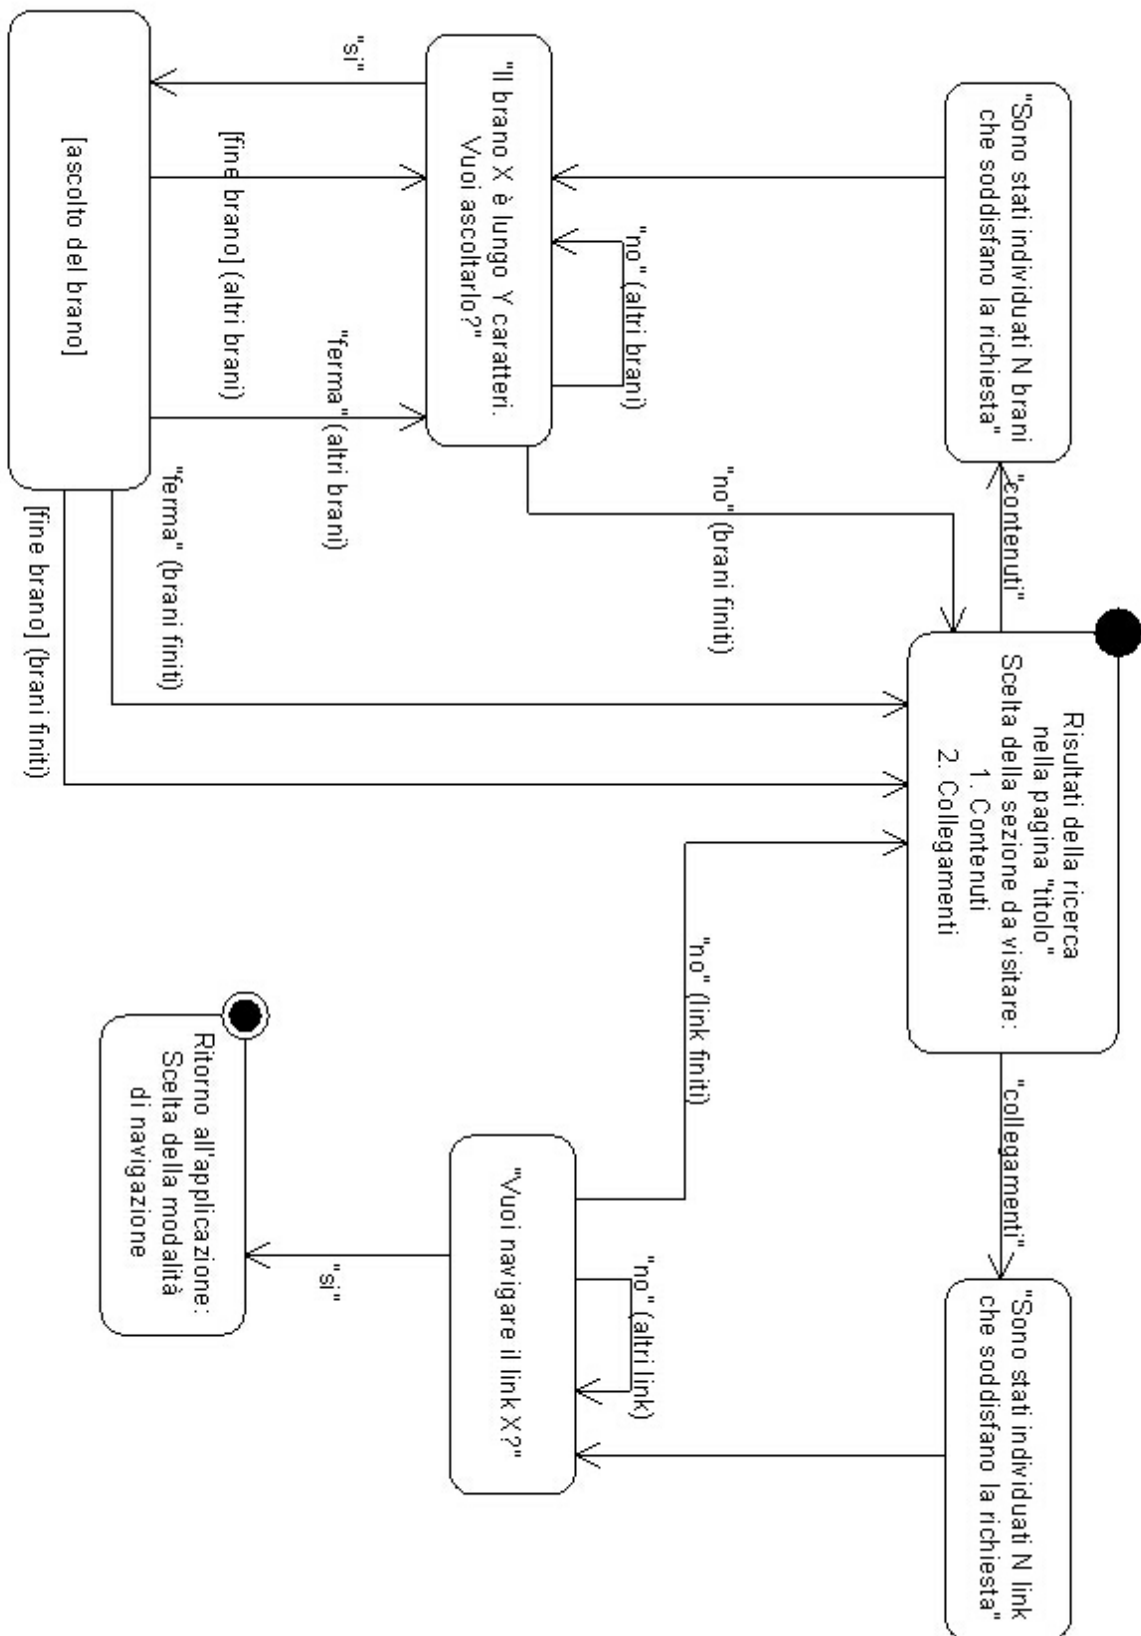 Risultati della ricerca
nella pagina "titolo"
Scelta della sezione da visitare:
1. Contenuti
2. Collegamenti
"contenuti"
"collegamenti"
"Sono stati individuati N brani
che soddisfano la richiesta"
"Sono stati individuati N link
che soddisfano la richiesta"
"no" (altri brani)
"no" (brani finiti)
"Il brano X è lungo Y caratteri.
Vuoi ascoltarlo?"
"no" (link finiti)
"no" (altri link)
"Vuoi navigare il link X?"
"si"
"ferma" (altri brani)
[fine brano] (altri brani)
"si"
[ascolto del brano]
"ferma" (brani finiti)
[fine brano] (brani finiti)
Ritorno all'applicazione:
Scelta della modalità
di navigazione